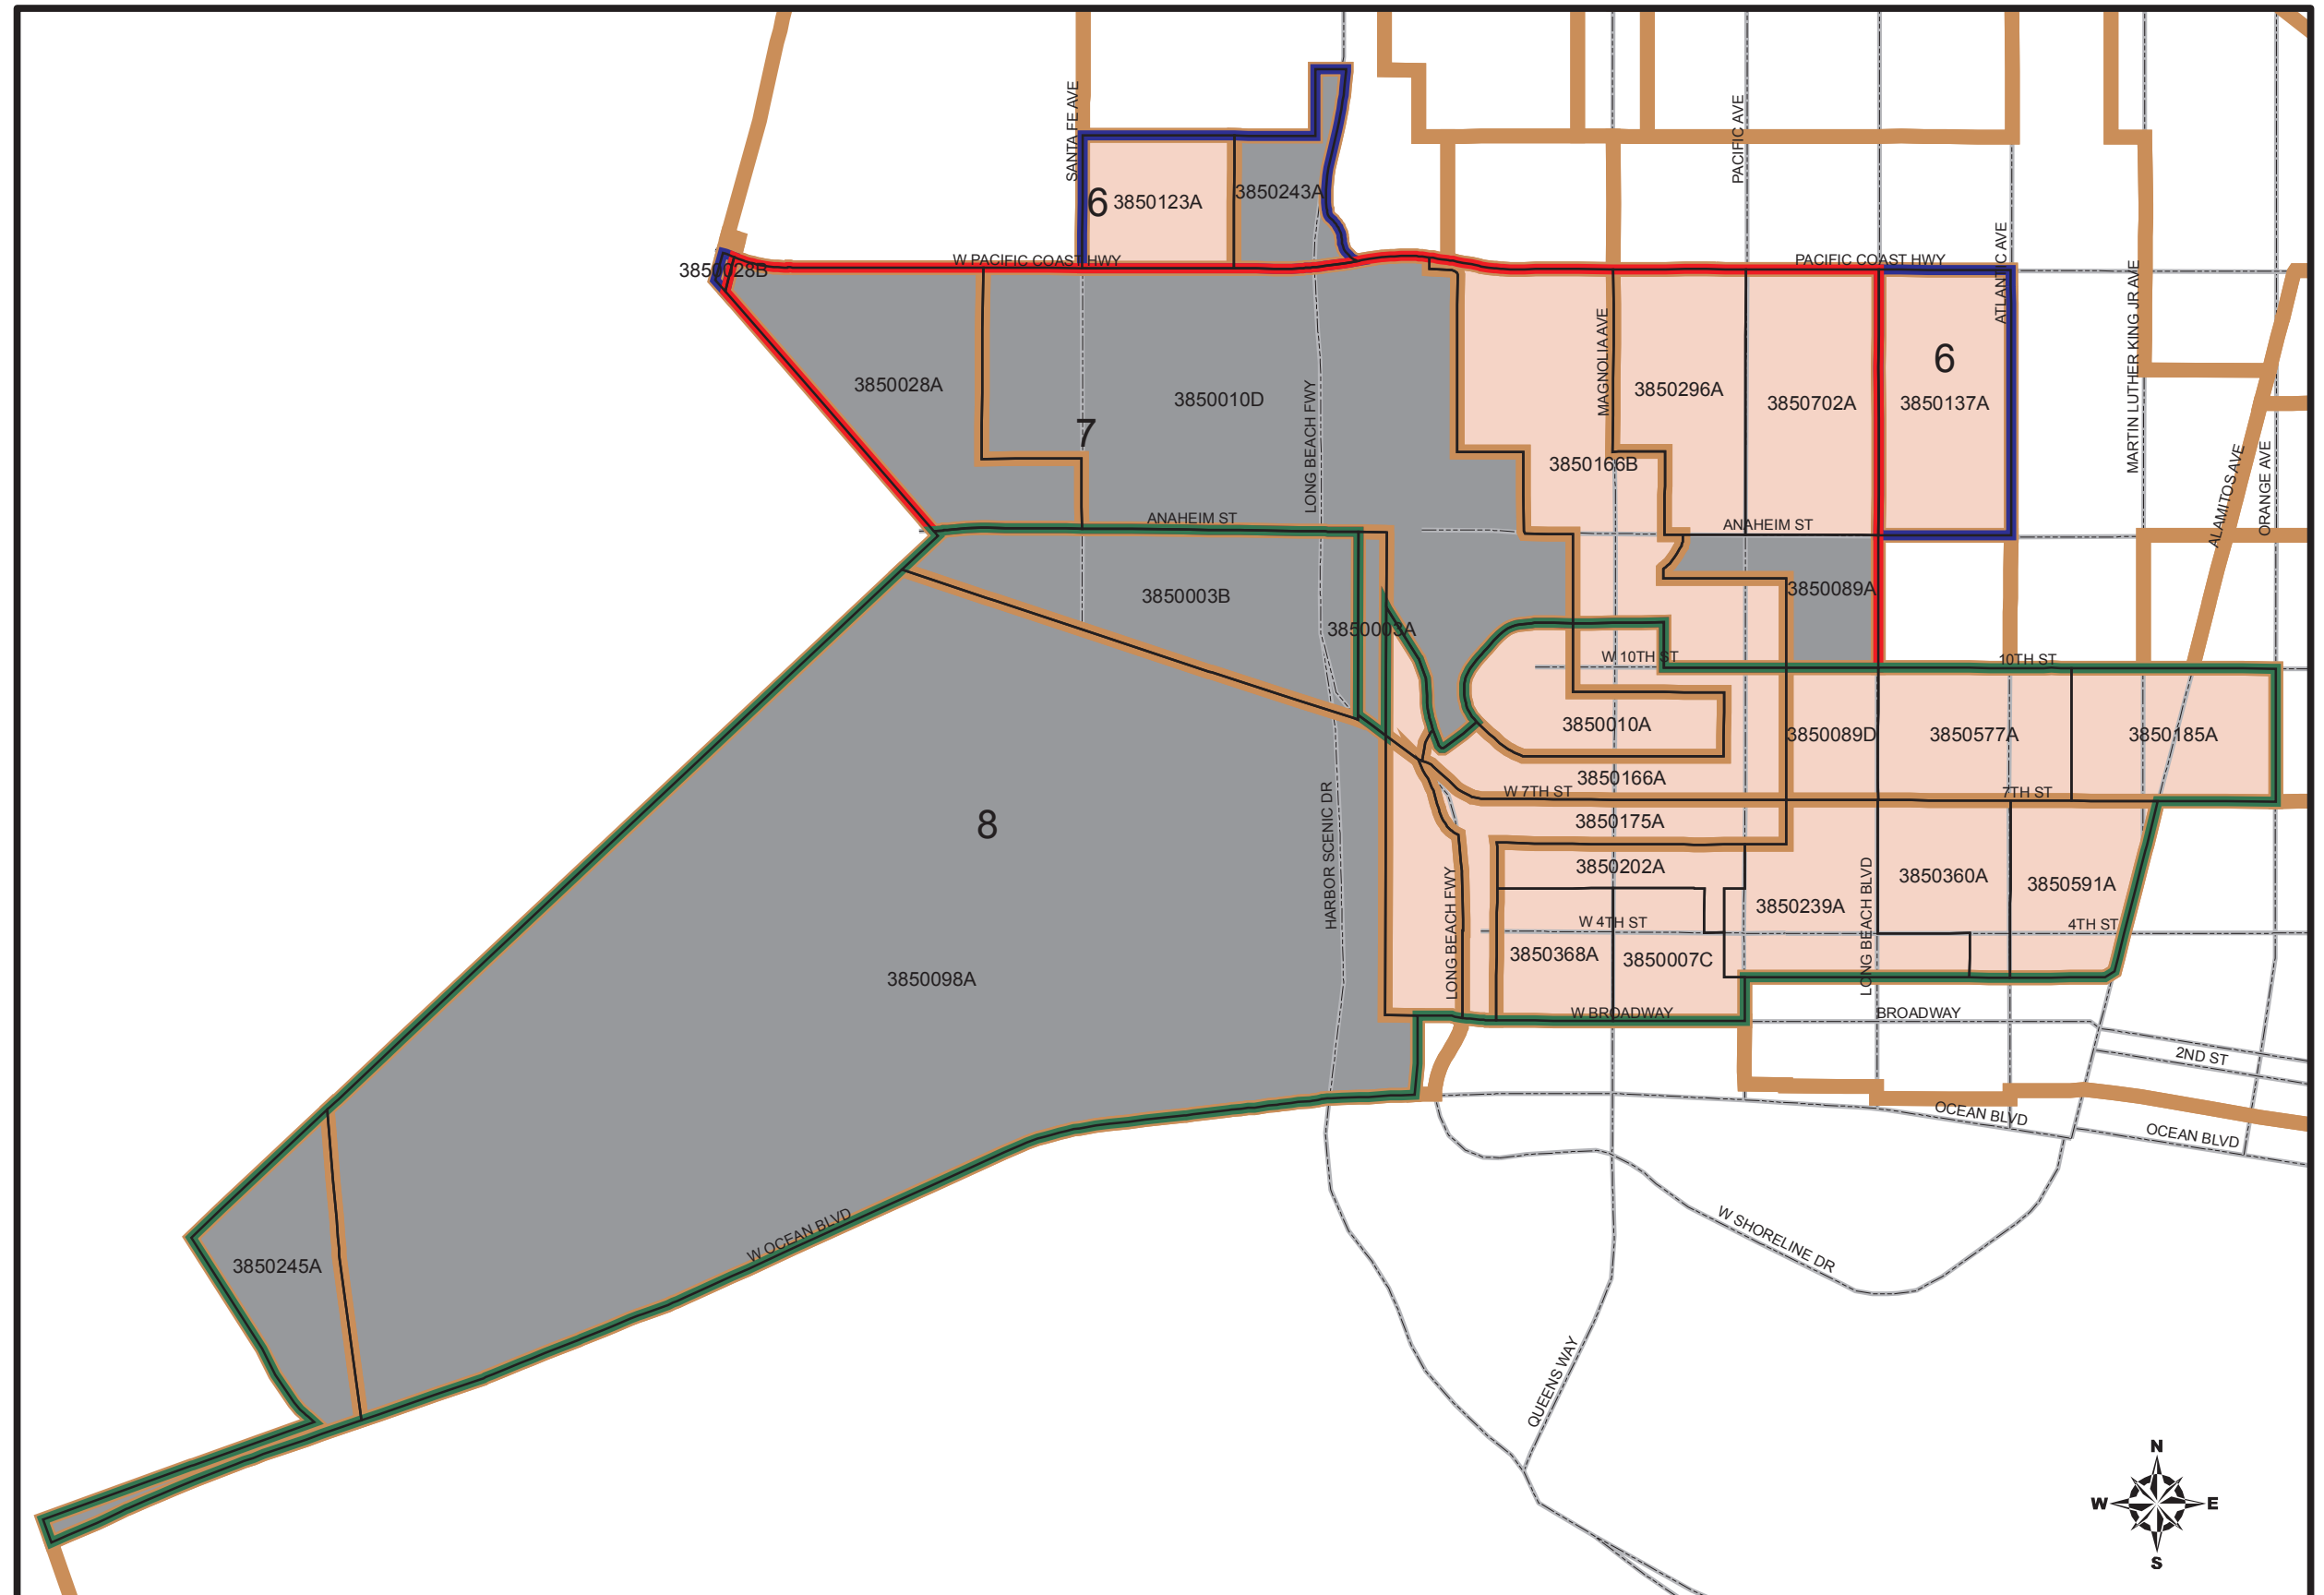 SANTA FE AVE
PACIFIC AVE
6
3850123A
3850243A
3850028B
W PACIFIC COAST HWY
PACIFIC COAST HWY
ATLANTIC AVE
MARTIN LUTHER KING JR AVE
3850028A
3850010D
7
LONG BEACH FWY
MAGNOLIA AVE
3850296A
3850702A
6
3850137A
3850166B
ALAMITOS AVE
ORANGE AVE
ANAHEIM ST
ANAHEIM ST
3850003B
3850003A
3850089A
W 10TH ST
10TH ST
3850010A
3850089D
3850577A
3850185A
3850166A
W 7TH ST
7TH ST
8
3850175A
HARBOR SCENIC DR
LONG BEACH FWY
3850202A
LONG BEACH BLVD
3850360A
3850591A
3850239A
W 4TH ST
4TH ST
3850368A
3850007C
3850098A
W BROADWAY
BROADWAY
2ND ST
OCEAN BLVD
OCEAN BLVD
W OCEAN BLVD
3850245A
W SHORELINE DR
QUEENS WAY
N
W
E
S